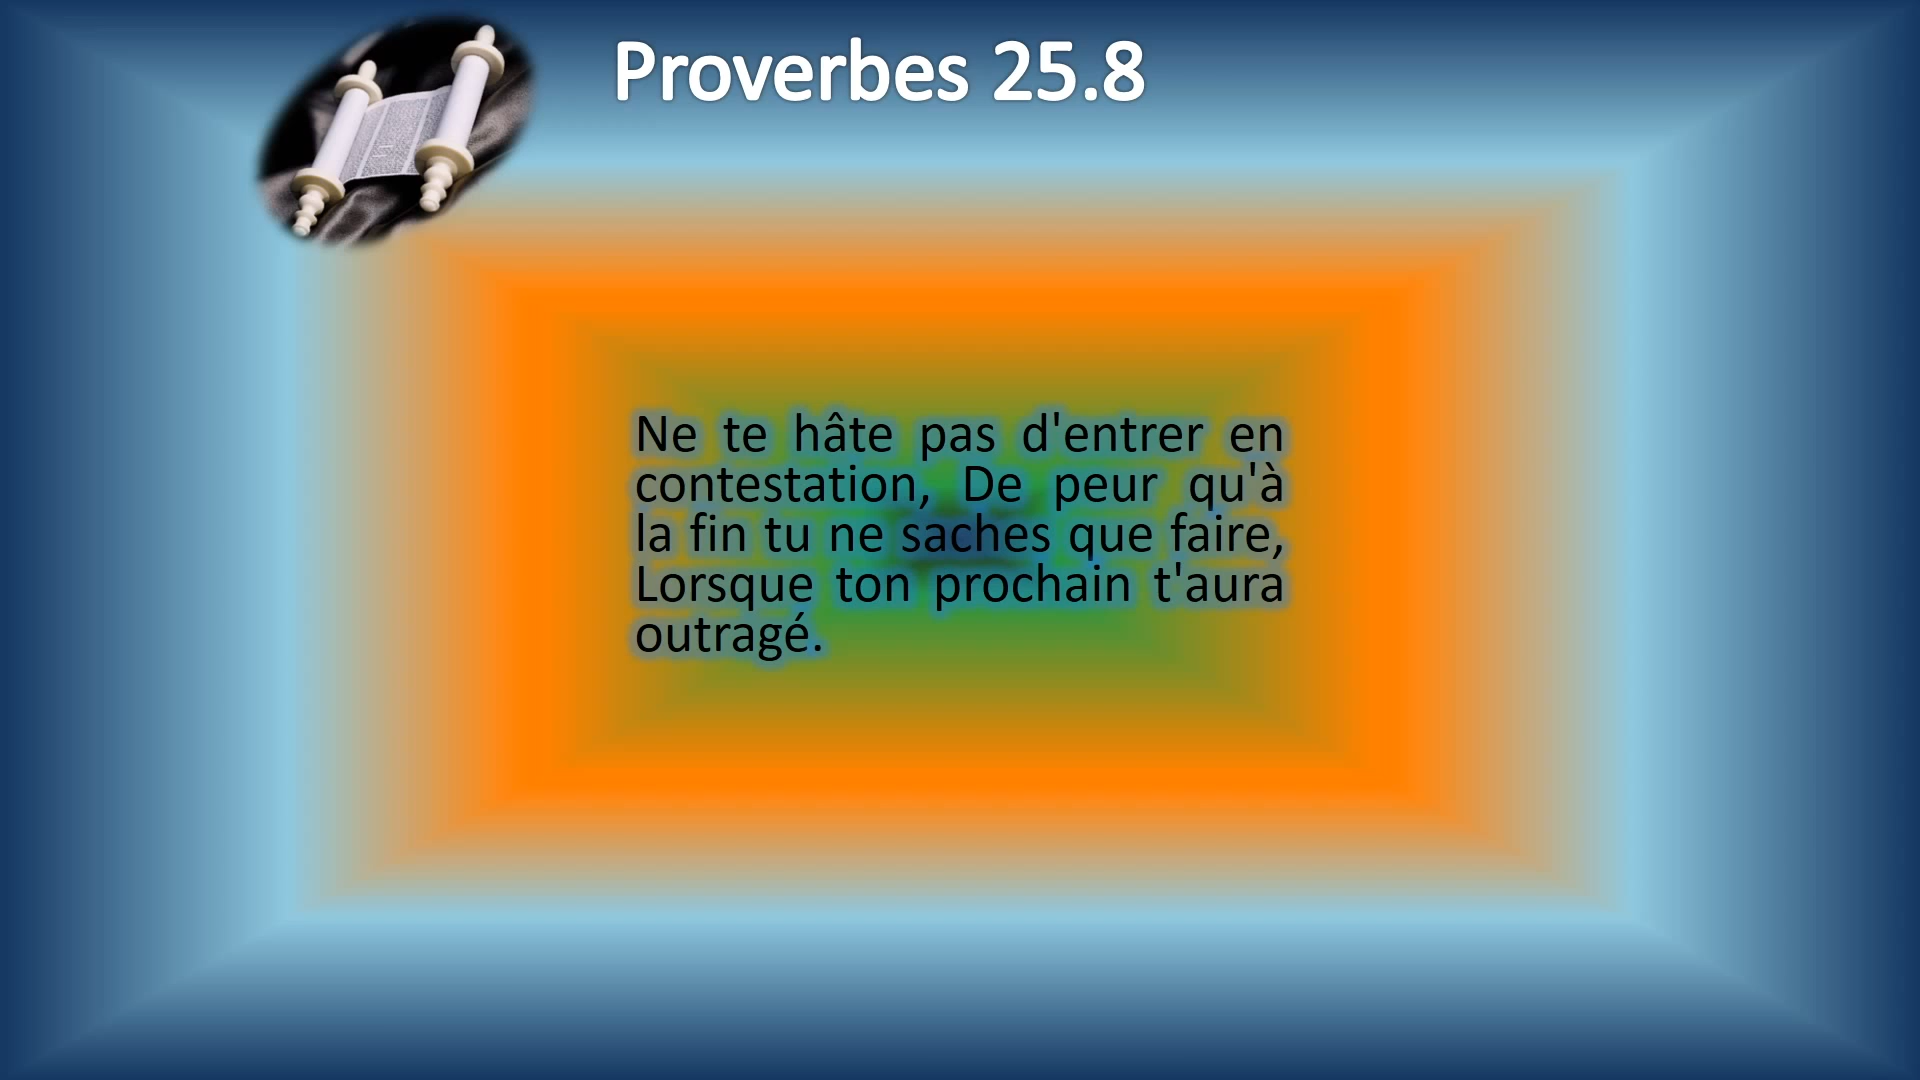 Proverbes 25.8
Ne te hâte pas d'entrer en
contestation, De peur qu'à
la fin tu ne saches que faire,
Lorsque ton prochain t'aura
outragé.